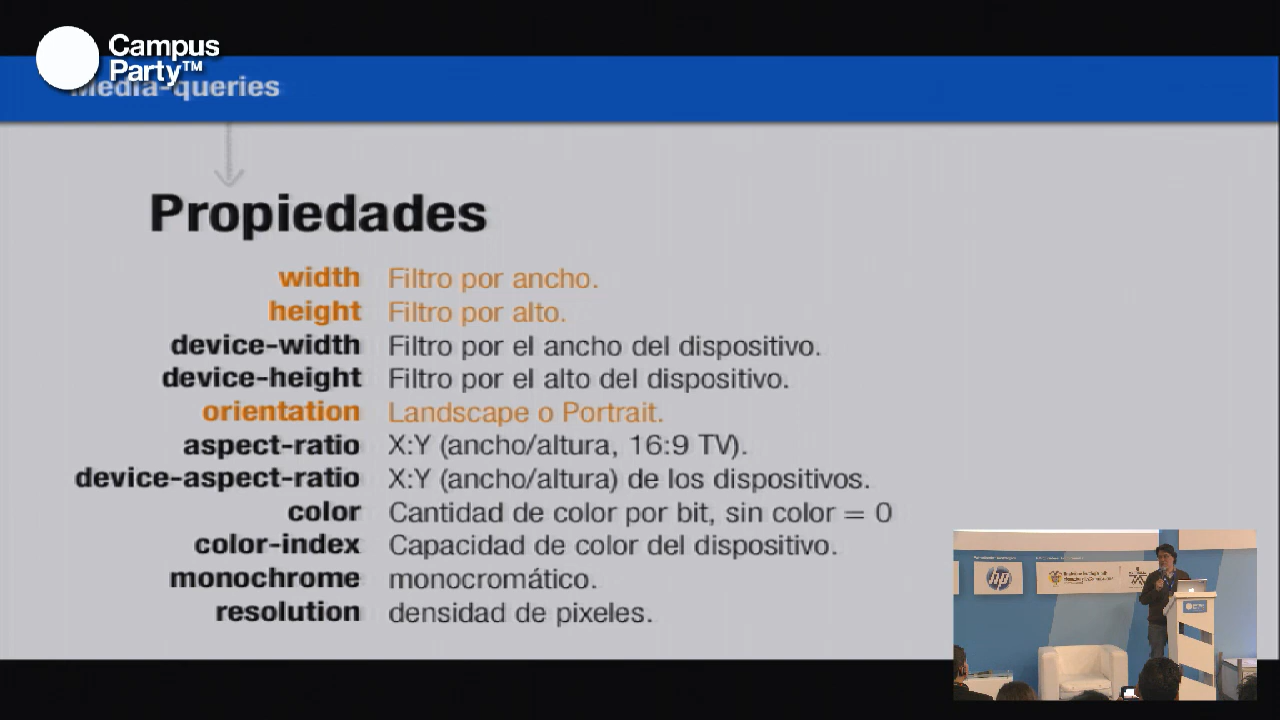 Campus
Party™
Media-queries
Propiedades
width Filtro por ancho.
height Filtro por alto.
device-width Filtro por el ancho del dispositivo.
device-height Filtro por el alto del dispositivo.
orientation Landscape o Portrait.
aspect-ratio X:Y (ancho/altura, 16:9 TV).
device-aspect-ratio X:Y (ancho/altura) de los dispositivos.
color Cantidad de color por bit, sin color = 0
color-index Capacidad de color del dispositivo.
monochrome monocromático.
resolution densidad de pixeles.
hp